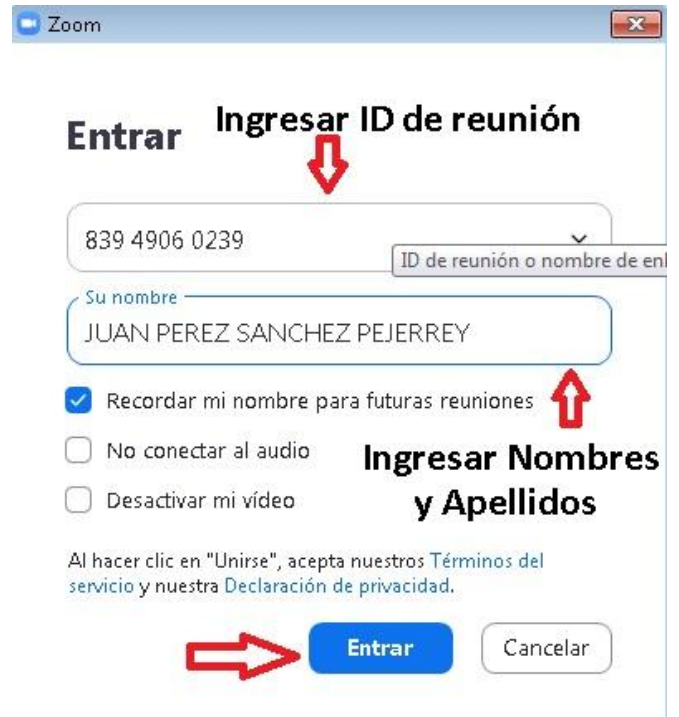 Zoom
Ingresar ID de reunión
Entrar
839 4906 0239
ID de reunión o nombre de enl
Su nombre
JUAN PEREZ SANCHEZ PEJERREY
Recordar mi nombre para futuras reuniones
No conectar al audio
Ingresar Nombres
y Apellidos
Desactivar mi vídeo
Al hacer clic en "Unirse", acepta nuestros Términos del
servicio y nuestra Declaración de privacidad.
Entrar
Cancelar